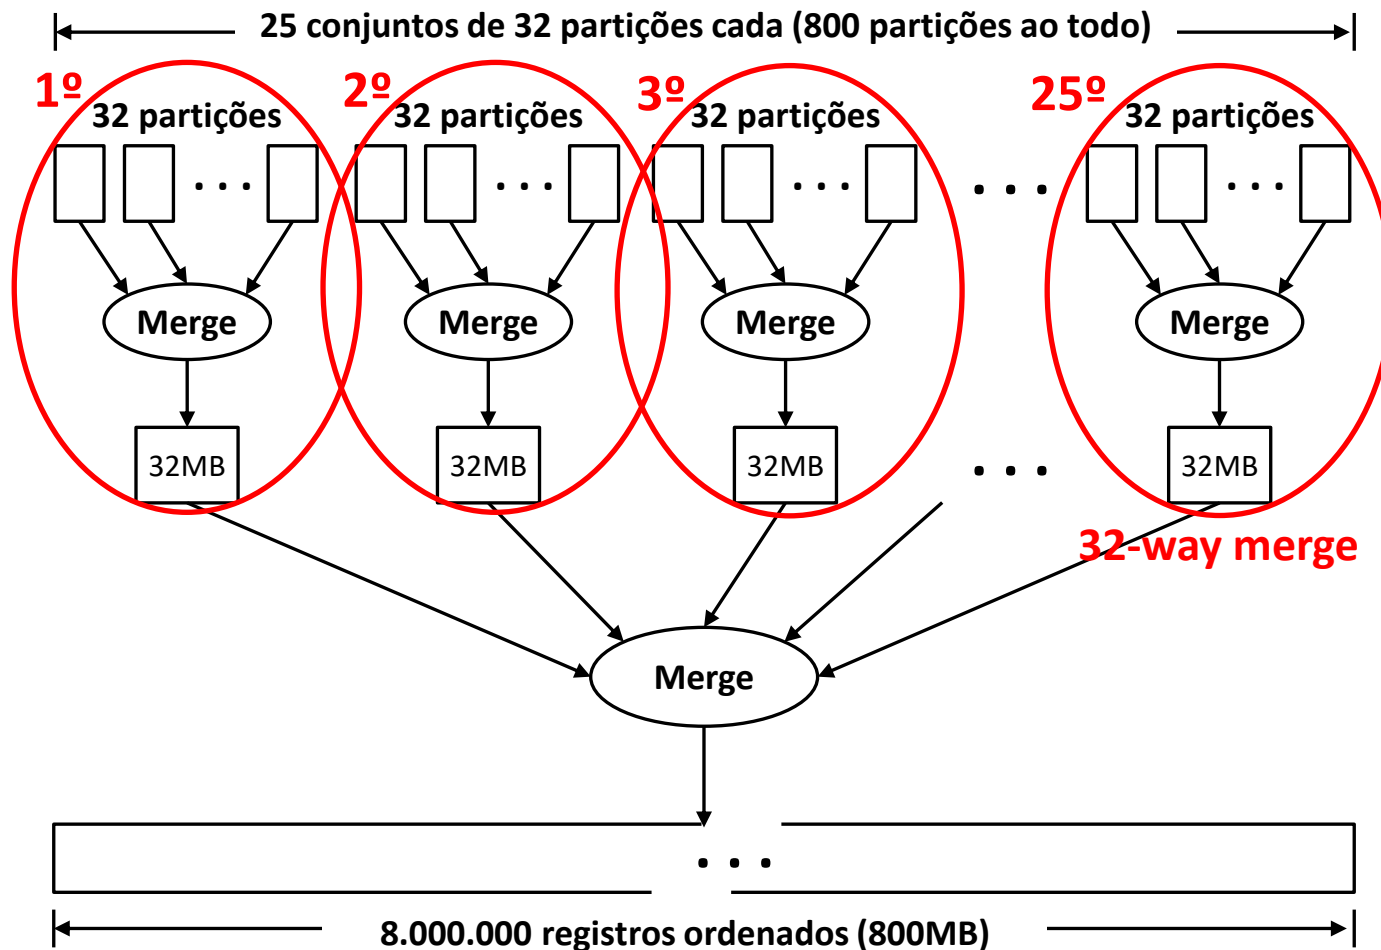 25 conjuntos de 32 partições cada (800 partições ao todo)
1º
2º
3º
25º
32 partições
32 partições
32 partições
32 partições
. . .
. . .
. . .
. . .
. . .
Merge
Merge
Merge
Merge
32MB
32MB
32MB
. . .
32MB
32-way merge
Merge
. . .
8.000.000 registros ordenados (800MB)